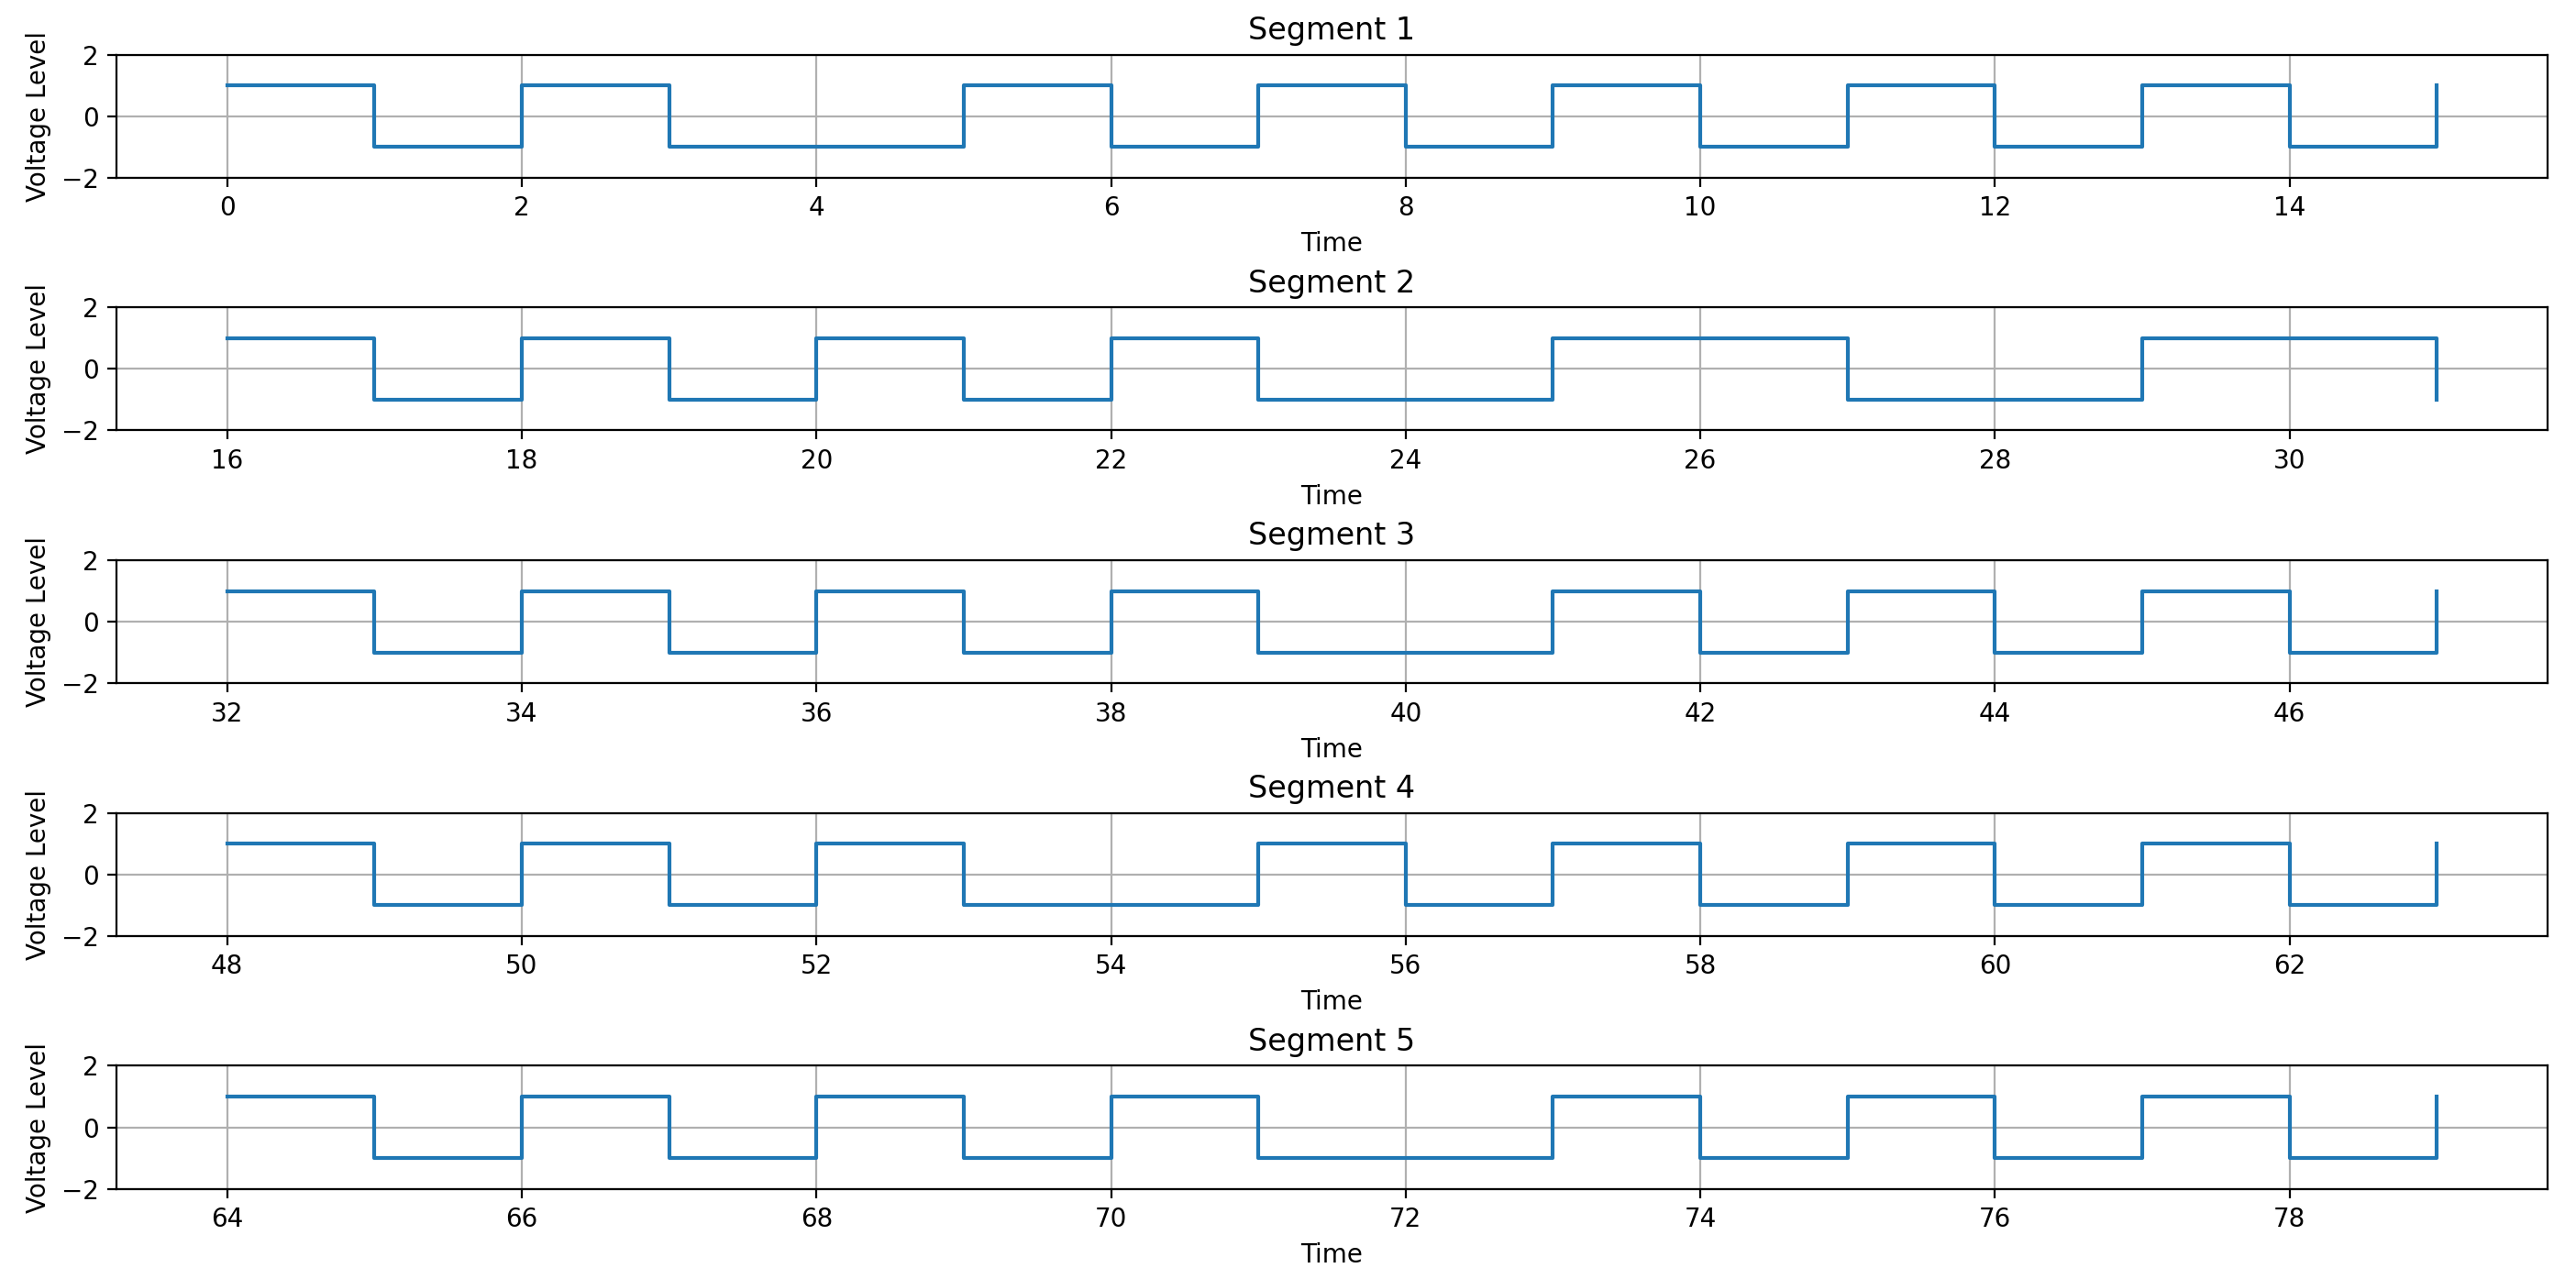 Segment 1
Voltage Level
2
0
−2
0 2 4 6 8 10 12 14
Time
Segment 2
Voltage Level
2
0
−2
16 18 20 22 24 26 28 30
Time
Segment 3
Voltage Level
2
0
−2
32 34 36 38 40 42 44 46
Time
Segment 4
Voltage Level
2
0
−2
48 50 52 54 56 58 60 62
Time
Segment 5
Voltage Level
2
0
−2
64 66 68 70 72 74 76 78
Time